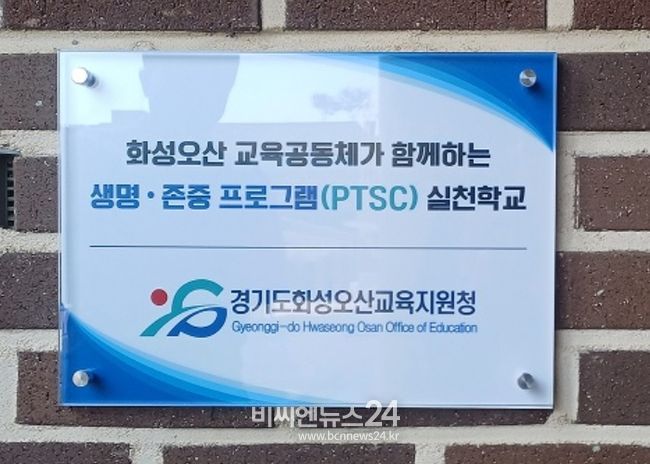 화성오산 교육공동체가 함께하는
생명·존중 프로그램(PTSC) 실천학교
경기도화성오산교육지원청
Gyeonggi-do Hwaseong Osan Office of Education
비씨엔뉴스24
www.bcnnews24.kr